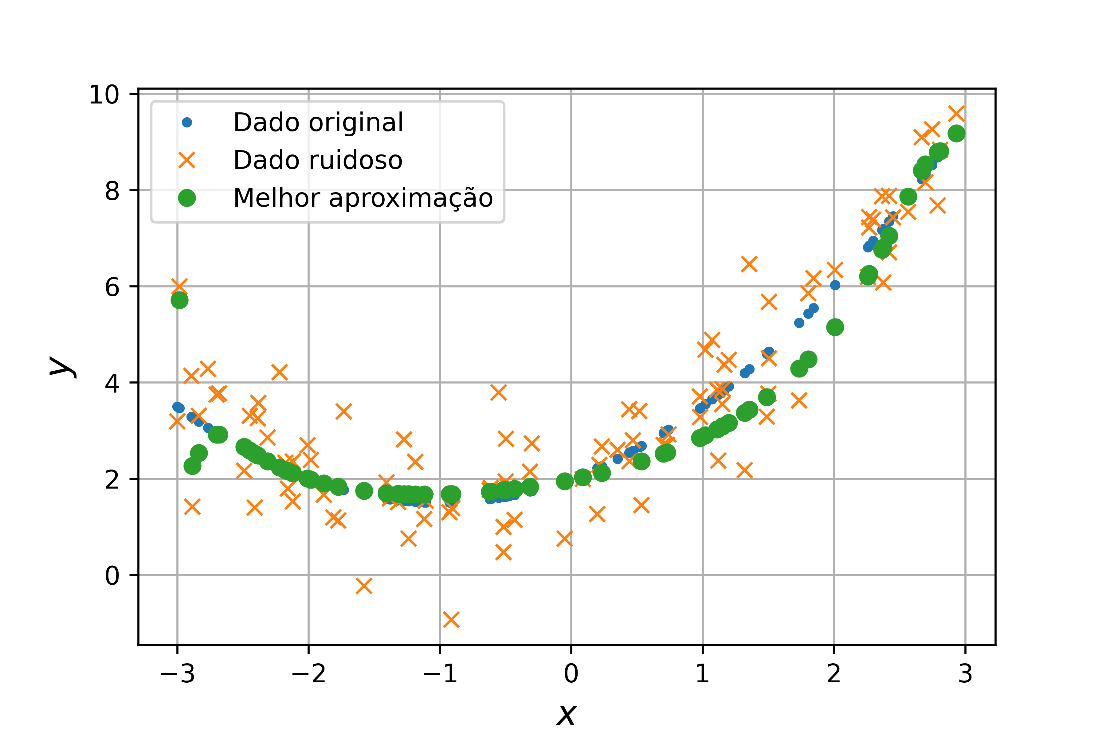 10
8
6
4
2
0
y
Dado original
Dado ruidoso
Melhor aproximação
−3 −2 −1 0 1 2 3
x